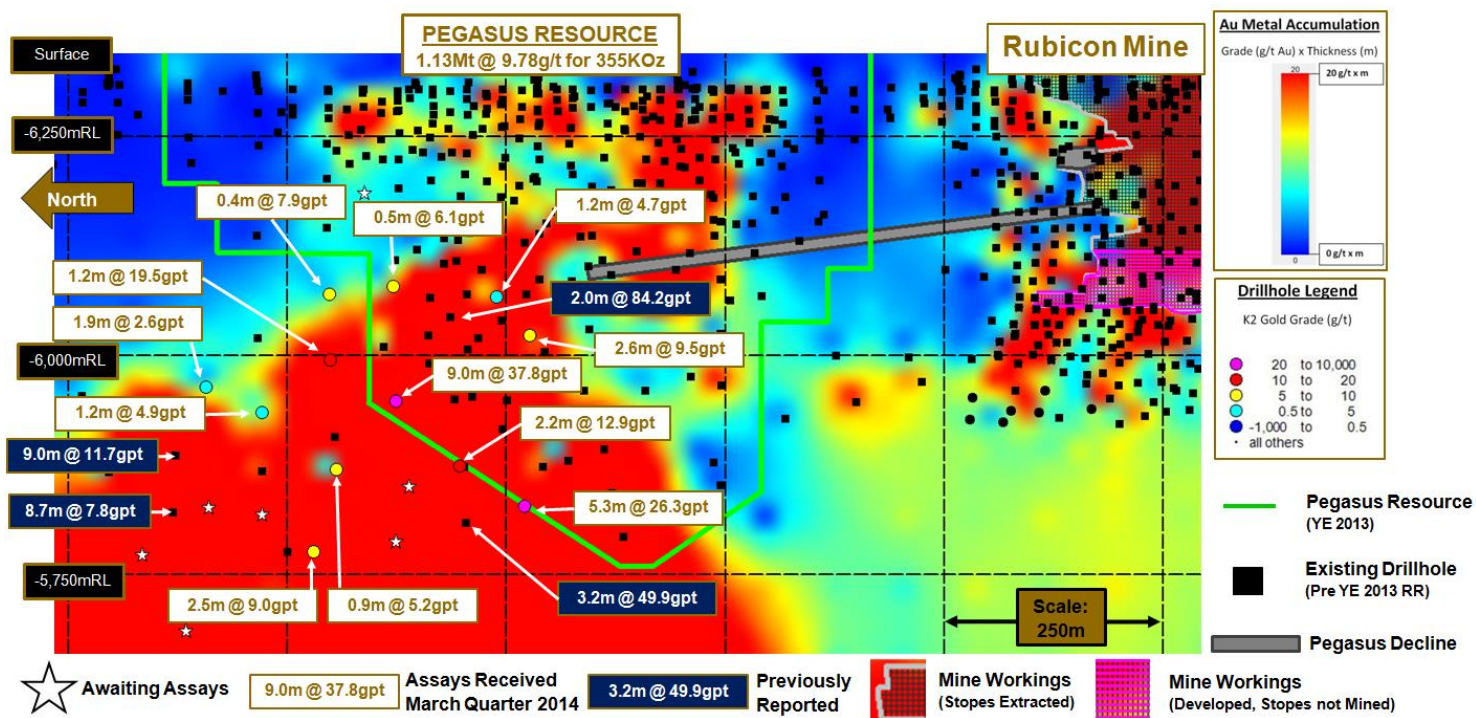 Surface
PEGASUS RESOURCE
1.13Mt @ 9.78g/t for 355KOz
Rubicon Mine
-6,250mRL
North
0.4m @ 7.9gpt
0.5m @ 6.1gpt
1.2m @ 4.7gpt
1.2m @ 19.5gpt
2.0m @ 84.2gpt
1.9m @ 2.6gpt
2.6m @ 9.5gpt
-6,000mRL
9.0m @ 37.8gpt
1.2m @ 4.9gpt
2.2m @ 12.9gpt
9.0m @ 11.7gpt
8.7m @ 7.8gpt
5.3m @ 26.3gpt
-5,750mRL
2.5m @ 9.0gpt
0.9m @ 5.2gpt
3.2m @ 49.9gpt
Scale:
250m
Au Metal Accumulation
Grade (g/t Au) x Thickness (m)
20
20 g/t x m
0
0 g/t x m
Drillhole Legend
K2 Gold Grade (g/t)
20 to 10,000
10 to 20
5 to 10
0.5 to 5
-1,000 to 0.5
all others
Pegasus Resource
(YE 2013)
Existing Drillhole
(Pre YE 2013 RR)
Pegasus Decline
Awaiting Assays
9.0m @ 37.8gpt
Assays Received
March Quarter 2014
3.2m @ 49.9gpt
Previously
Reported
Mine Workings
(Stopes Extracted)
Mine Workings
(Developed, Stopes not Mined)